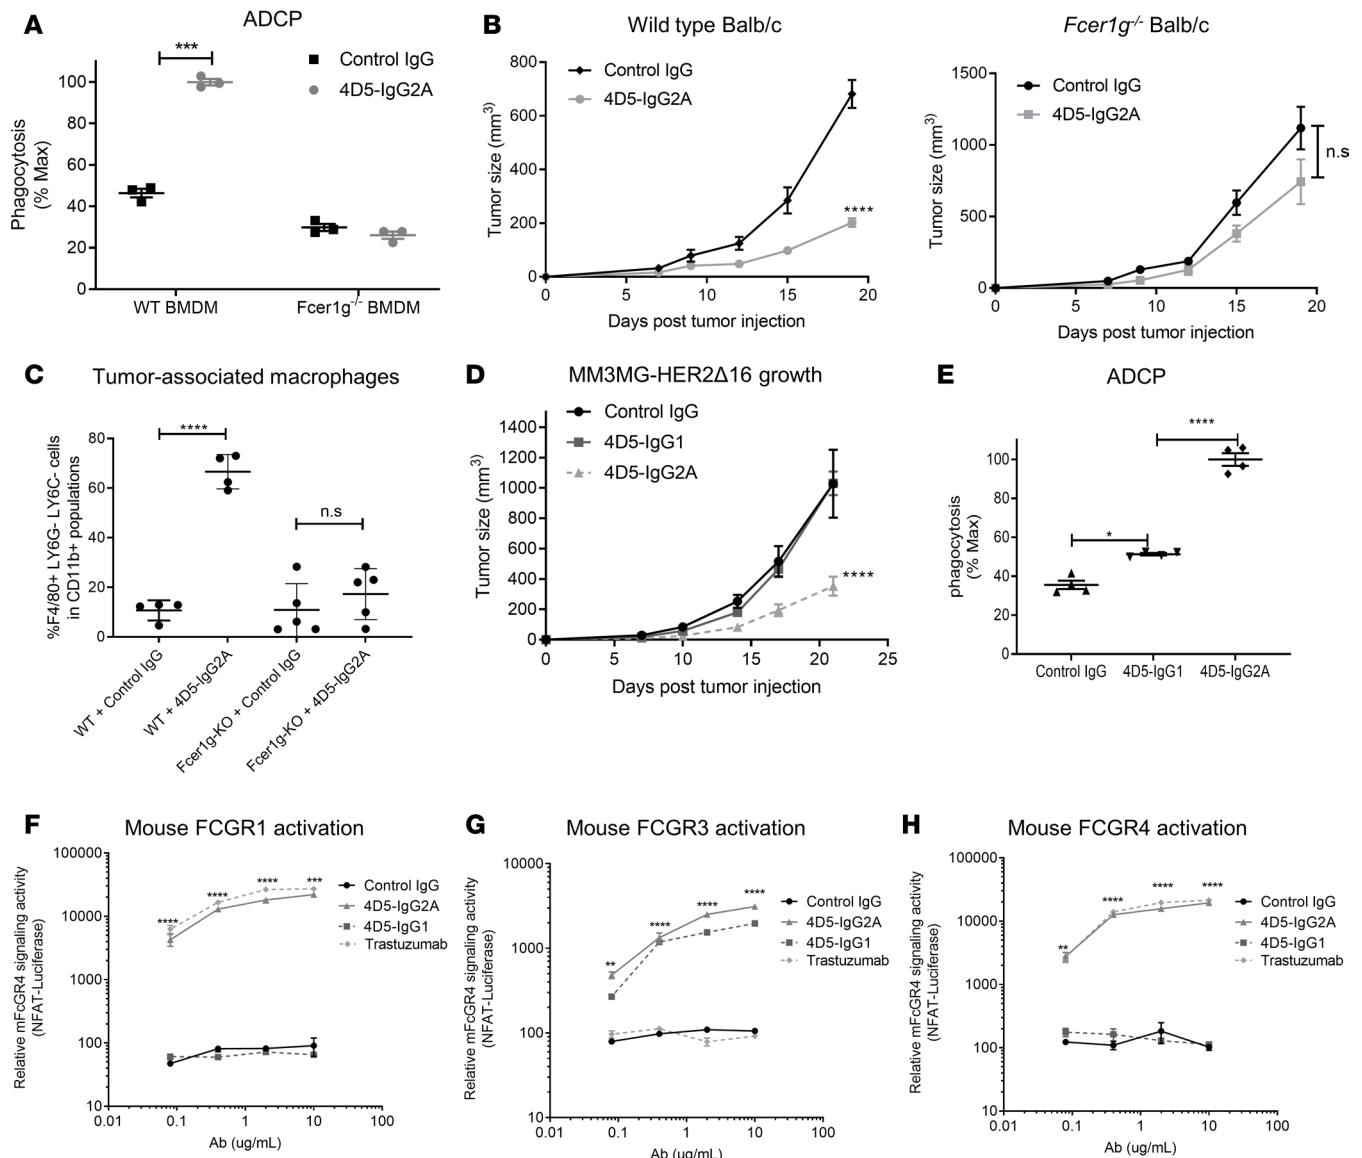 A
ADCP
Phagocytosis
(% Max)
100
80
60
40
20
0
***
Control IgG
4D5-IgG2A
WT BMDM
Fcer1g-/- BMDM
B
Wild type Balb/c
Tumor size (mm3)
800
600
400
200
0
Control IgG
4D5-IgG2A
****
0 5 10 15 20
Days post tumor injection
Fcer1g-/- Balb/c
Tumor size (mm3)
1500
1000
500
0
Control IgG
4D5-IgG2A
n.s
0 5 10 15 20
Days post tumor injection
C
Tumor-associated macrophages
%F4/80+ LY6G- LY6C- cells
in CD11b+ populations
80
60
40
20
0
****
n.s
WT + Control IgG
WT + 4D5-IgG2A
Fcer1g-KO + Control IgG
Fcer1g-KO + 4D5-IgG2A
D
MM3MG-HER2Δ16 growth
Tumor size (mm3)
1400
1200
1000
800
600
400
200
0
Control IgG
4D5-IgG1
4D5-IgG2A
****
0 5 10 15 20 25
Days post tumor injection
E
ADCP
phagocytosis
(% Max)
100
80
60
40
20
0
*
****
Control IgG
4D5-IgG1
4D5-IgG2A
F
Mouse FCGR1 activation
Relative mFcGR4 signaling activity
(NFAT-Luciferase)
100000
10000
1000
100
10
**** **** **** ***
Control IgG
4D5-IgG2A
4D5-IgG1
Trastuzumab
0.01 0.1 1 10 100
Ab (ug/mL)
G
Mouse FCGR3 activation
Relative mFcGR4 signaling activity
(NFAT-Luciferase)
10000
1000
100
10
** **** **** ****
Control IgG
4D5-IgG2A
4D5-IgG1
Trastuzumab
0.01 0.1 1 10 100
Ab (ug/mL)
H
Mouse FCGR4 activation
Relative mFcGR4 signaling activity
(NFAT-Luciferase)
100000
10000
1000
100
10
** **** **** ****
Control IgG
4D5-IgG2A
4D5-IgG1
Trastuzumab
0.01 0.1 1 10 100
Ab (ug/mL)